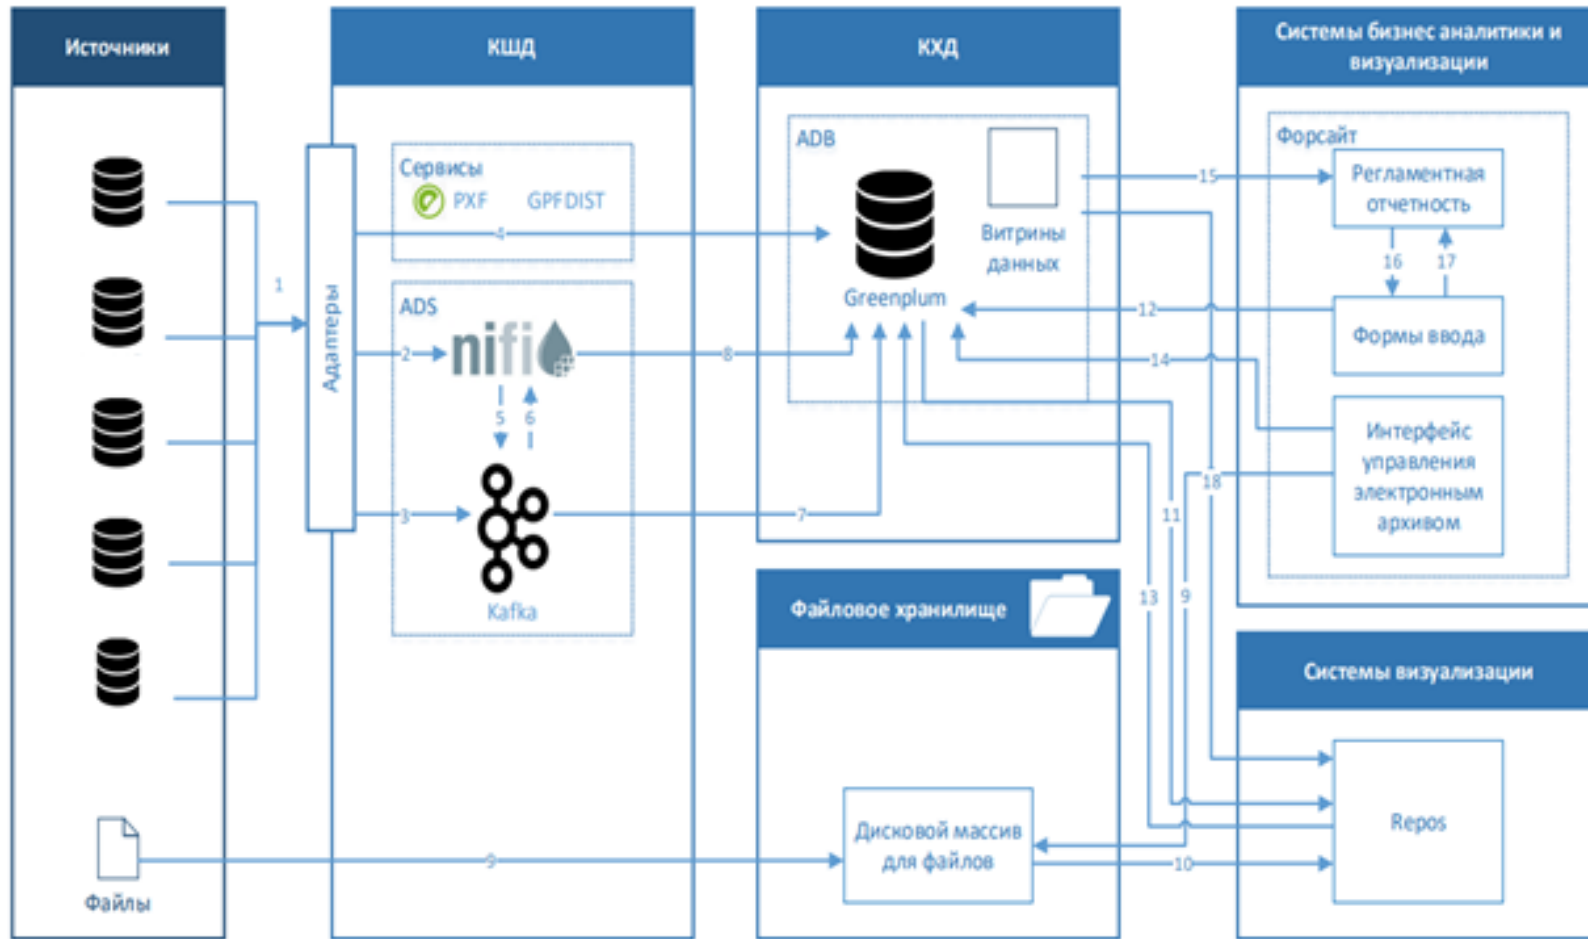 Источники
1
Файлы
КШД
Адаптеры
Сервисы
PXF
GPFDIST
4
ADS
2
nifi
8
5
6
3
7
Kafka
9
КХД
ADB
Витрины
данных
Greenplum
Файловое хранилище
Дисковой массив
для файлов
15
12
14
18
11
13
9
10
Системы бизнес аналитики и
визуализации
Форсайт
Регламентная
отчетность
16
17
Формы ввода
Интерфейс
управления
электронным
архивом
Системы визуализации
Repos